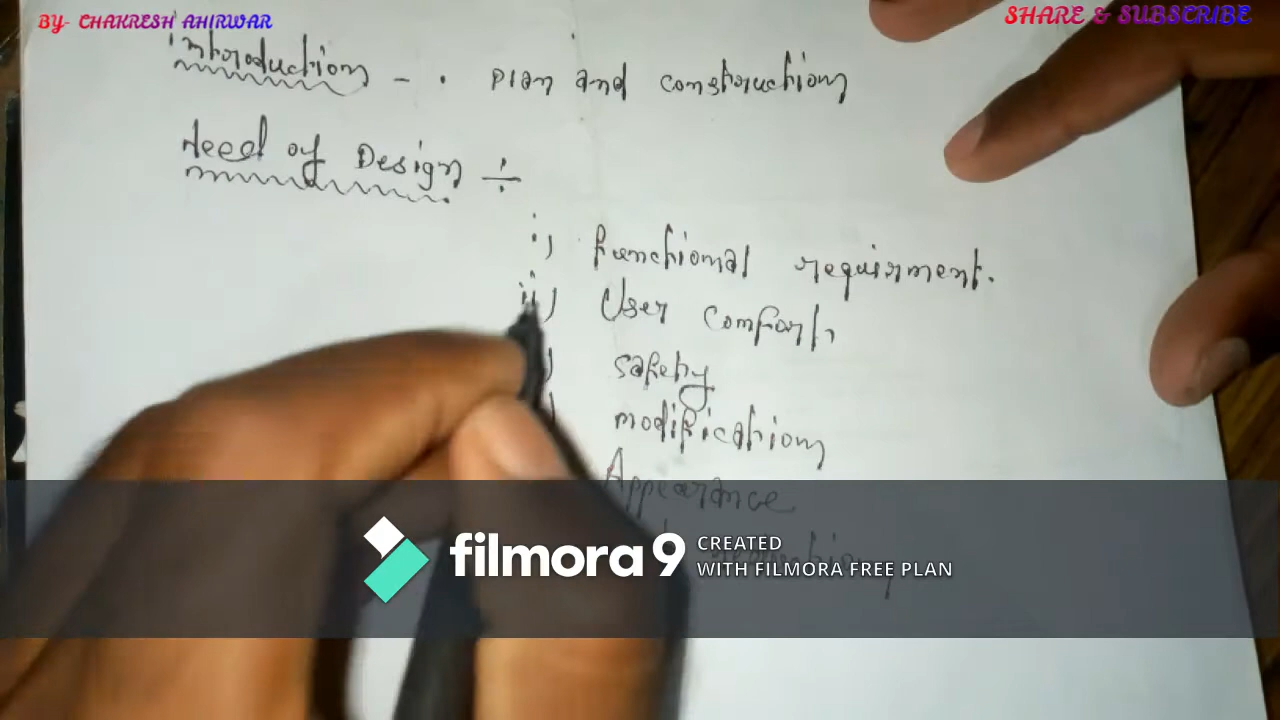 BY- CHAKRESH AHIRWAR
SHARE & SUBSCRIBE
introduction - . Plan and construction
Need of Design ÷
i) functional requirment.
ii) User Comfort,
) safety
) modification
Appearance
filmora 9 CREATED
WITH FILMORA FREE PLAN